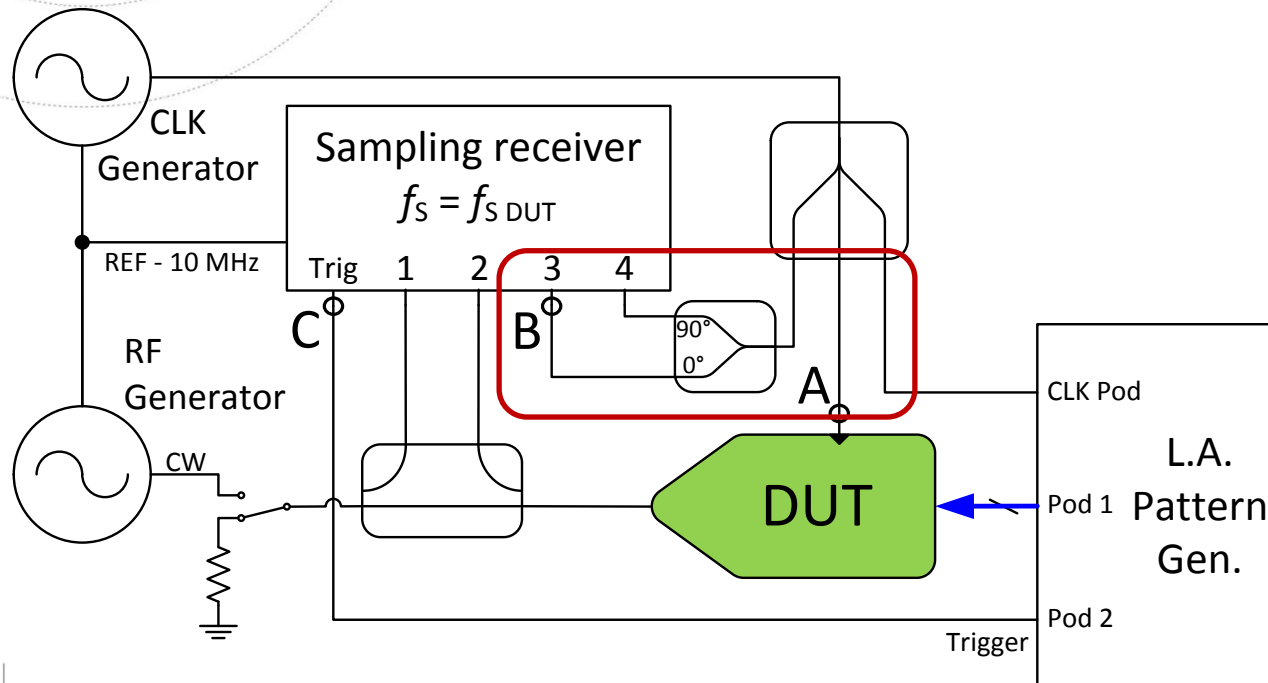 CLK
Generator
Sampling receiver
fS = fS DUT
REF - 10 MHz
Trig 1 2 3 4
C
B
90°
0°
A
RF
Generator
CW
DUT
CLK Pod
Pod 1
Pod 2
L.A.
Pattern
Gen.
Trigger